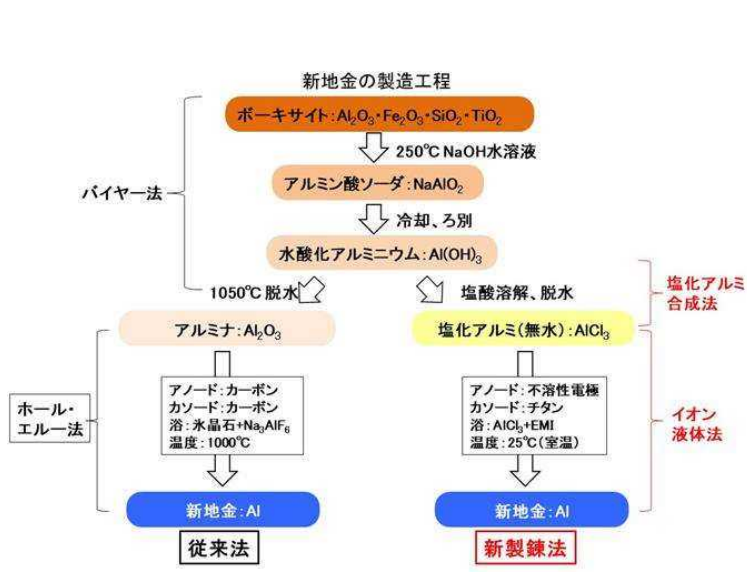 新地金の製造工程
ボーキサイト：Al₂O₃・Fe₂O₃・SiO₂・TiO₂
250℃ NaOH水溶液
アルミン酸ソーダ：NaAlO₂
バイヤー法
冷却、ろ別
水酸化アルミニウム：Al(OH)₃
1050℃ 脱水
塩酸溶解、脱水
塩化アルミ
合成法
アルミナ：Al₂O₃
塩化アルミ（無水）：AlCl₃
ホール・
エルー法
アノード：カーボン
カソード：カーボン
浴：氷晶石+Na₃AlF₆
温度：1000℃
アノード：不溶性電極
カソード：チタン
浴：AlCl₃+EMI
温度：25℃（室温）
イオン
液体法
新地金：Al
新地金：Al
従来法
新製錬法